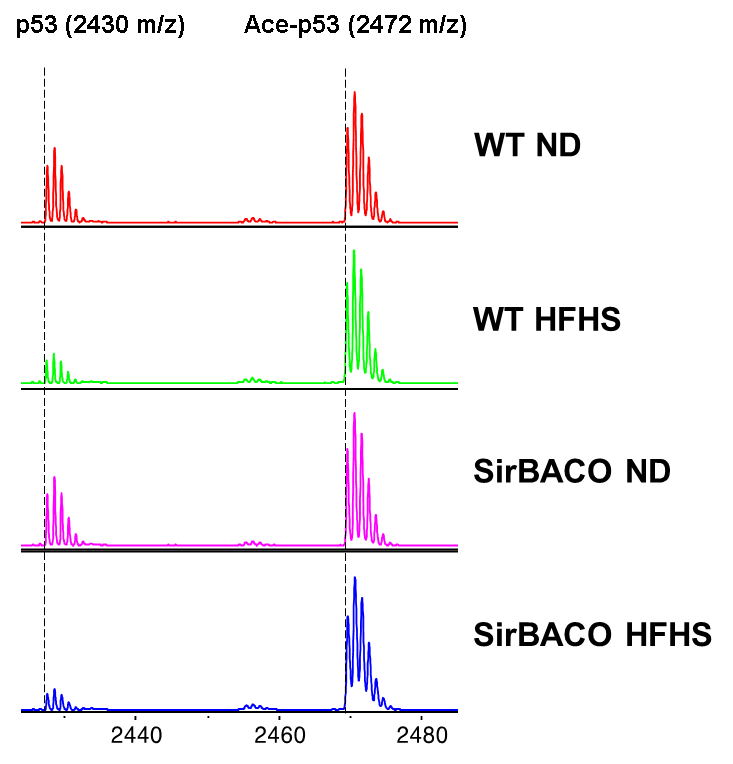 p53 (2430 m/z) Ace-p53 (2472 m/z)
WT ND
WT HFHS
SirBACO ND
SirBACO HFHS
2440 2460 2480